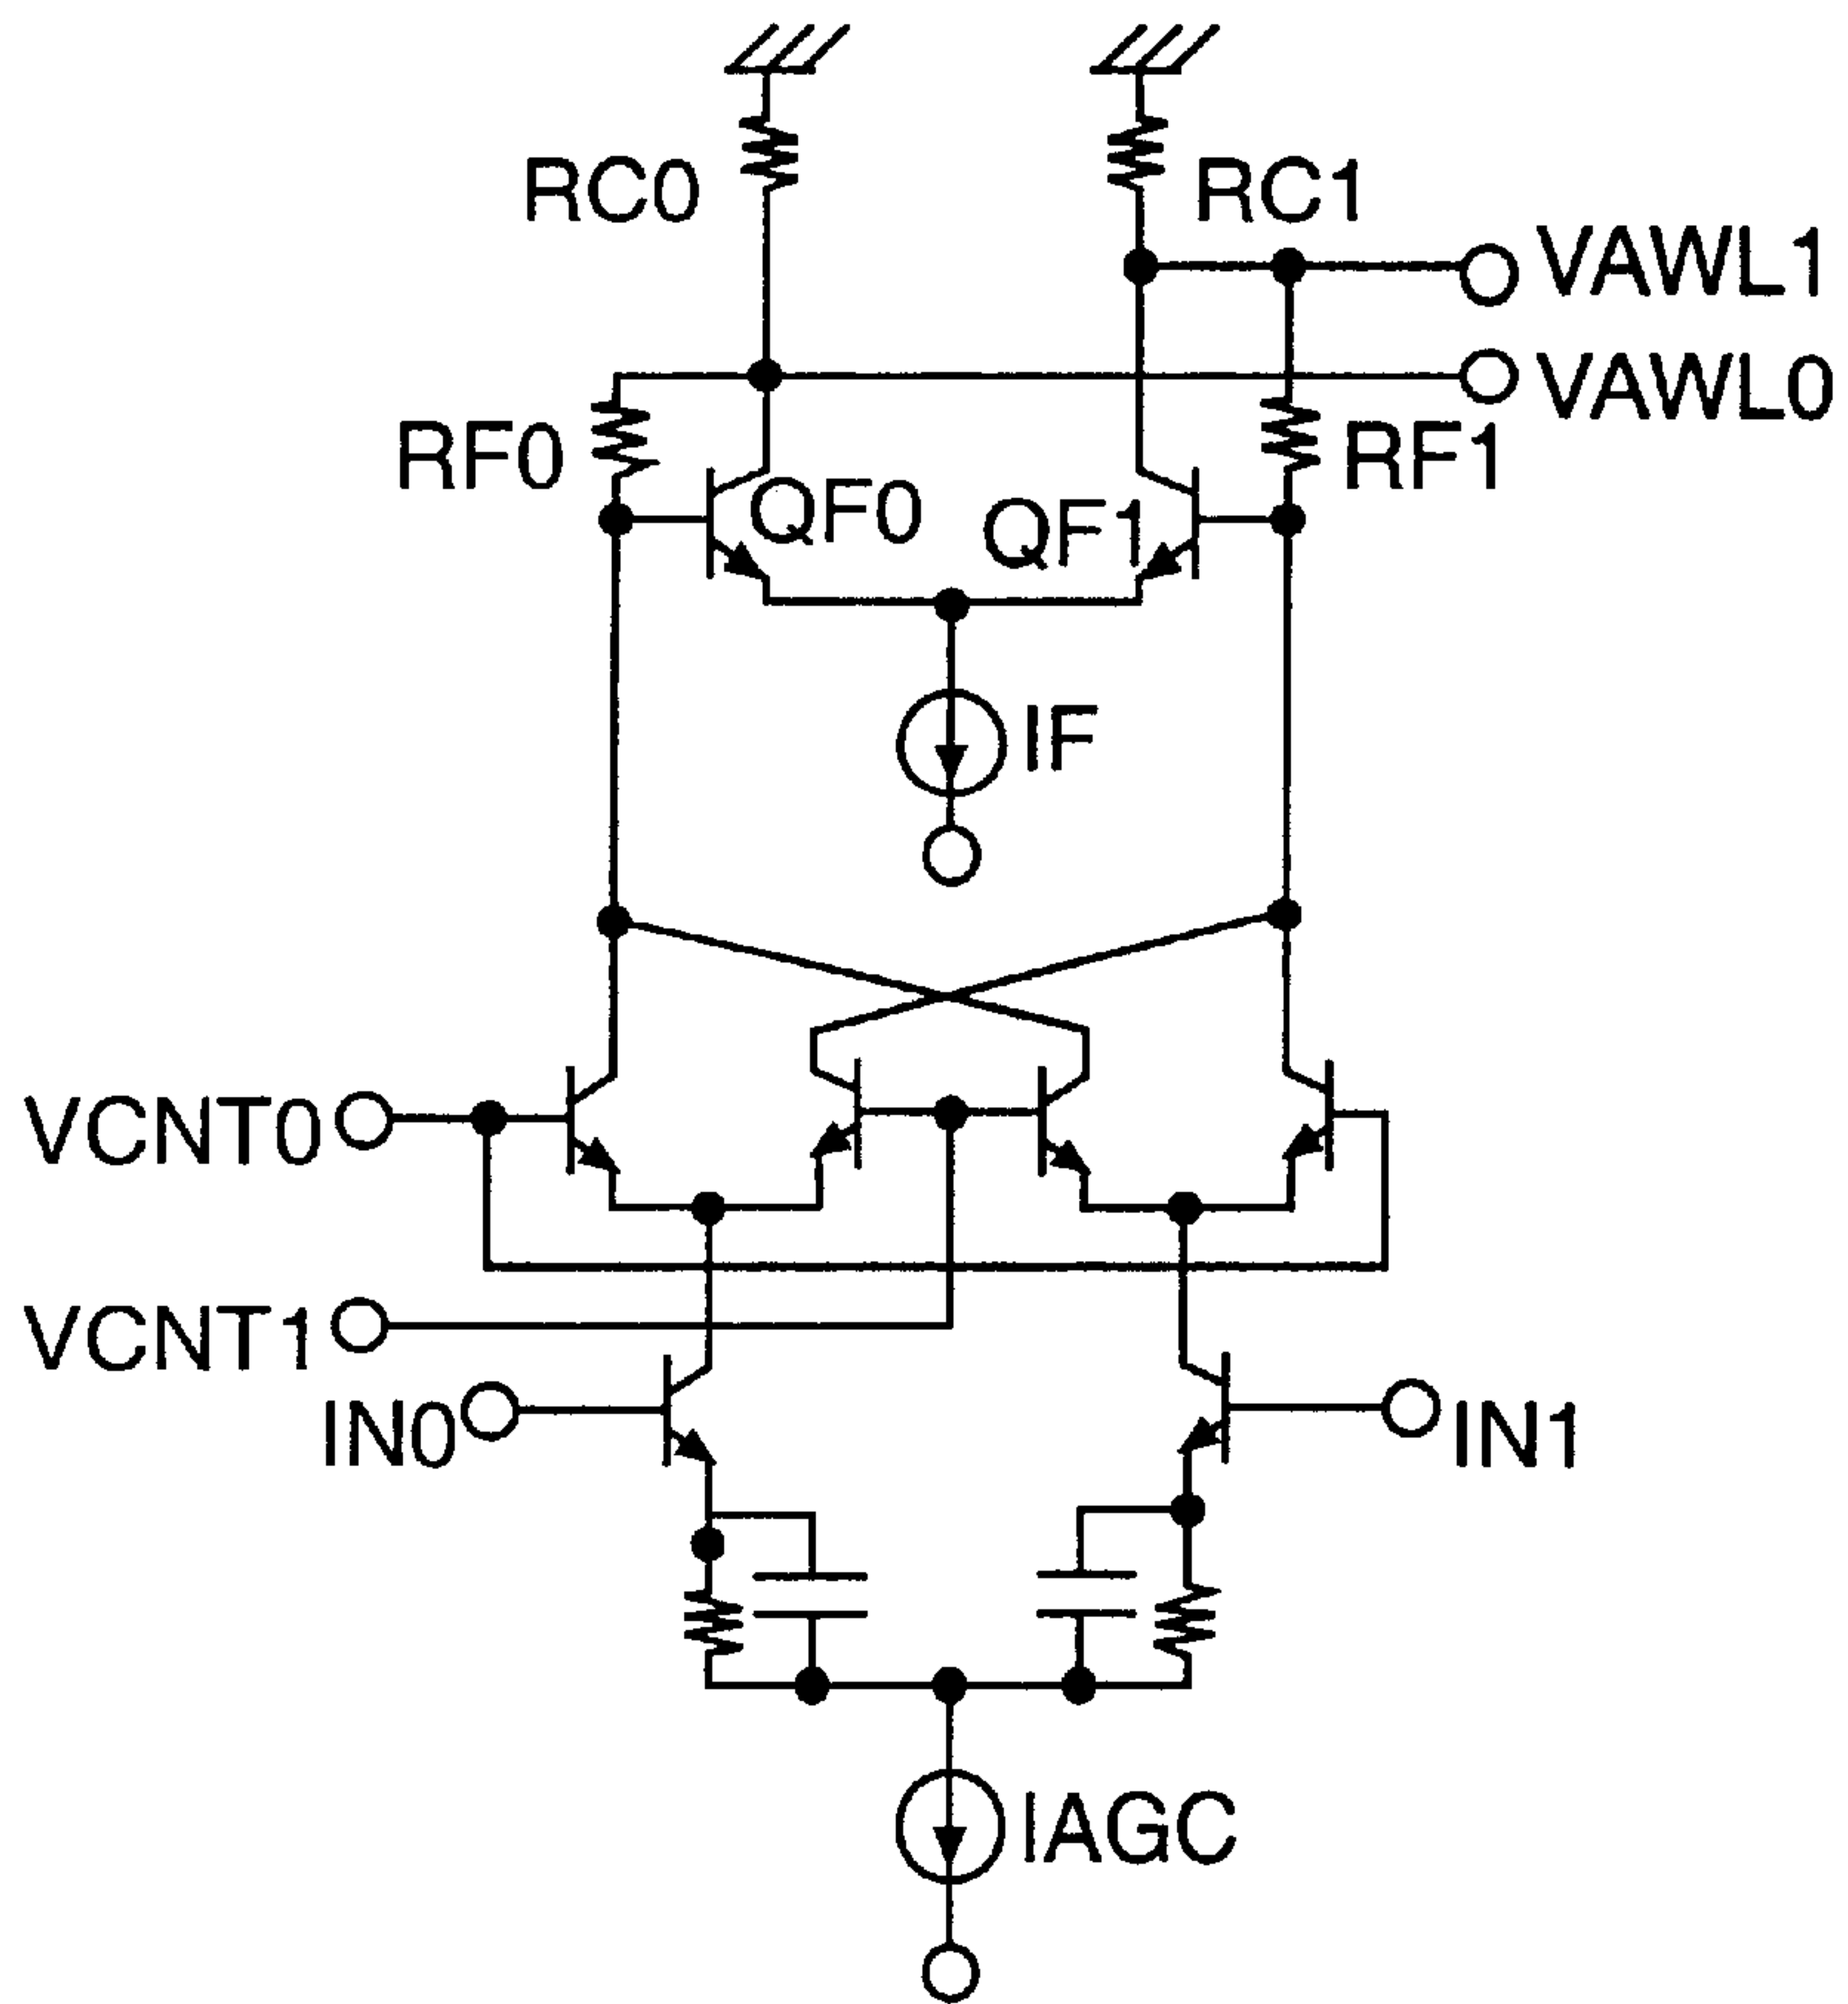 RC0
RC1
VAWL1
VAWL0
RF0
RF1
QF0
QF1
IF
VCNT0
VCNT1
IN0
IN1
IAGC